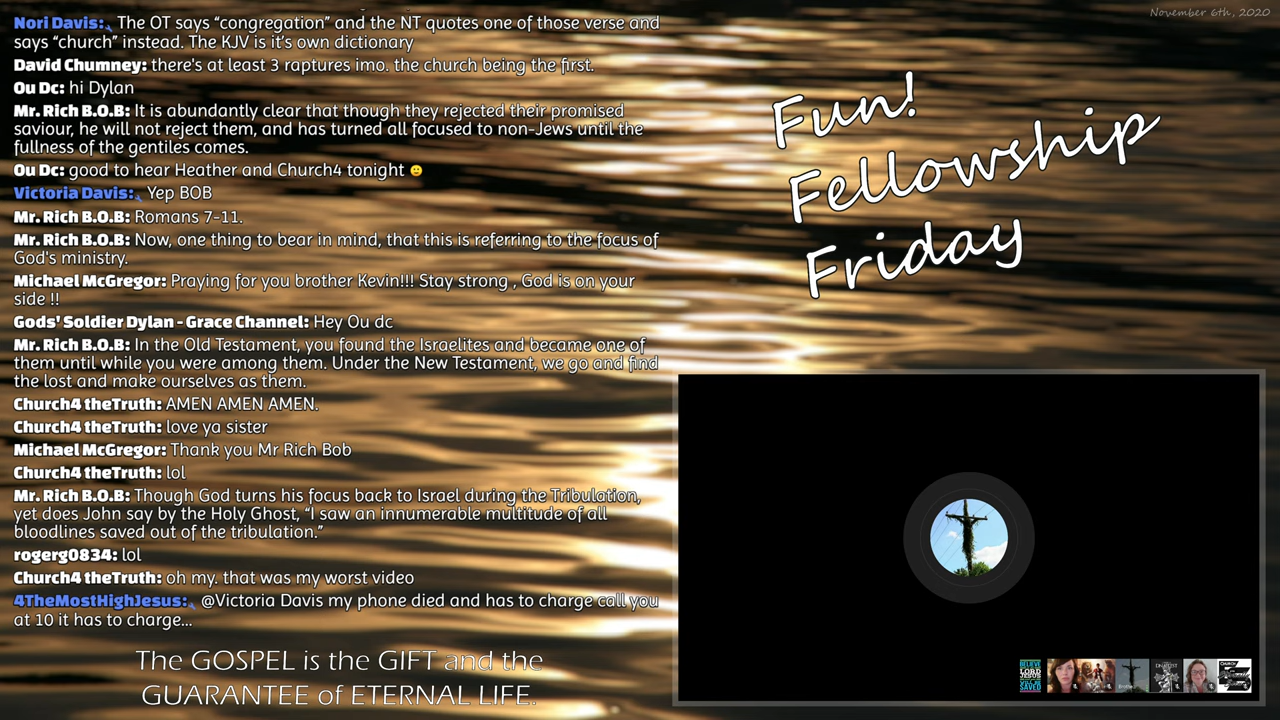 Nori Davis: The OT says “congregation” and the NT quotes one of those verse and
says “church” instead. The KJV is it’s own dictionary
David Chumney: there's at least 3 raptures imo. the church being the first.
Ou Dc: hi Dylan
Mr. Rich B.O.B: It is abundantly clear that though they rejected their promised
saviour, he will not reject them, and has turned all focused to non-Jews until the
fullness of the gentiles comes.
Ou Dc: good to hear Heather and Church4 tonight 🙂
Victoria Davis: Yep BOB
Mr. Rich B.O.B: Romans 7-11.
Mr. Rich B.O.B: Now, one thing to bear in mind, that this is referring to the focus of
God's ministry.
Michael McGregor: Praying for you brother Kevin!!! Stay strong , God is on your
side !!
Gods' Soldier Dylan - Grace Channel: Hey Ou dc
Mr. Rich B.O.B: In the Old Testament, you found the Israelites and became one of
them until while you were among them. Under the New Testament, we go and find
the lost and make ourselves as them.
Church4 theTruth: AMEN AMEN AMEN.
Church4 theTruth: love ya sister
Michael McGregor: Thank you Mr Rich Bob
Church4 theTruth: lol
Mr. Rich B.O.B: Though God turns his focus back to Israel during the Tribulation,
yet does John say by the Holy Ghost, “I saw an innumerable multitude of all
bloodlines saved out of the tribulation.”
rogerg0834: lol
Church4 theTruth: oh my. that was my worst video
4TheMostHighJesus: @Victoria Davis my phone died and has to charge call you
at 10 it has to charge...
The GOSPEL is the GIFT and the
GUARANTEE of ETERNAL LIFE.
November 6th, 2020
Fun!
Fellowship
Friday
BELIEVE
LORD
JESUS
SAVED
CHURCH